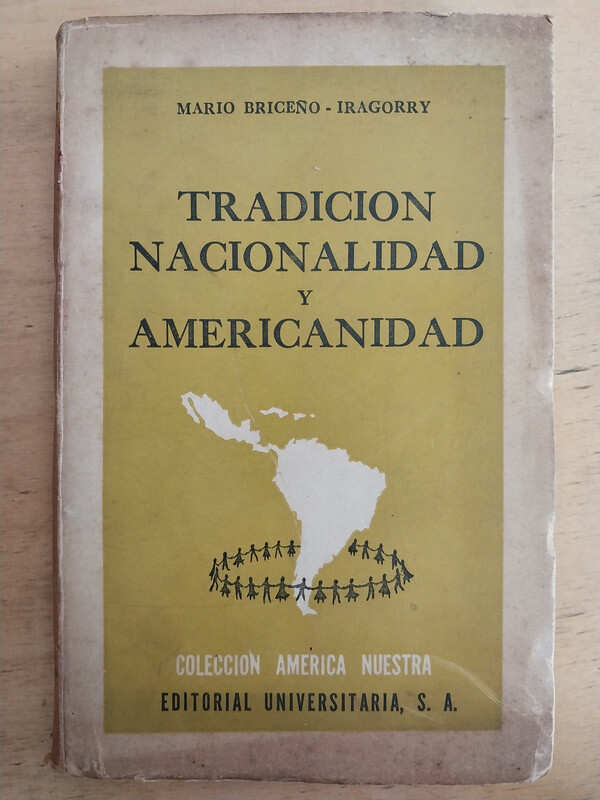 MARIO BRICEÑO - IRAGORRY
TRADICION
NACIONALIDAD
Y
AMERICANIDAD
COLECCION AMERICA NUESTRA
EDITORIAL UNIVERSITARIA, S. A.